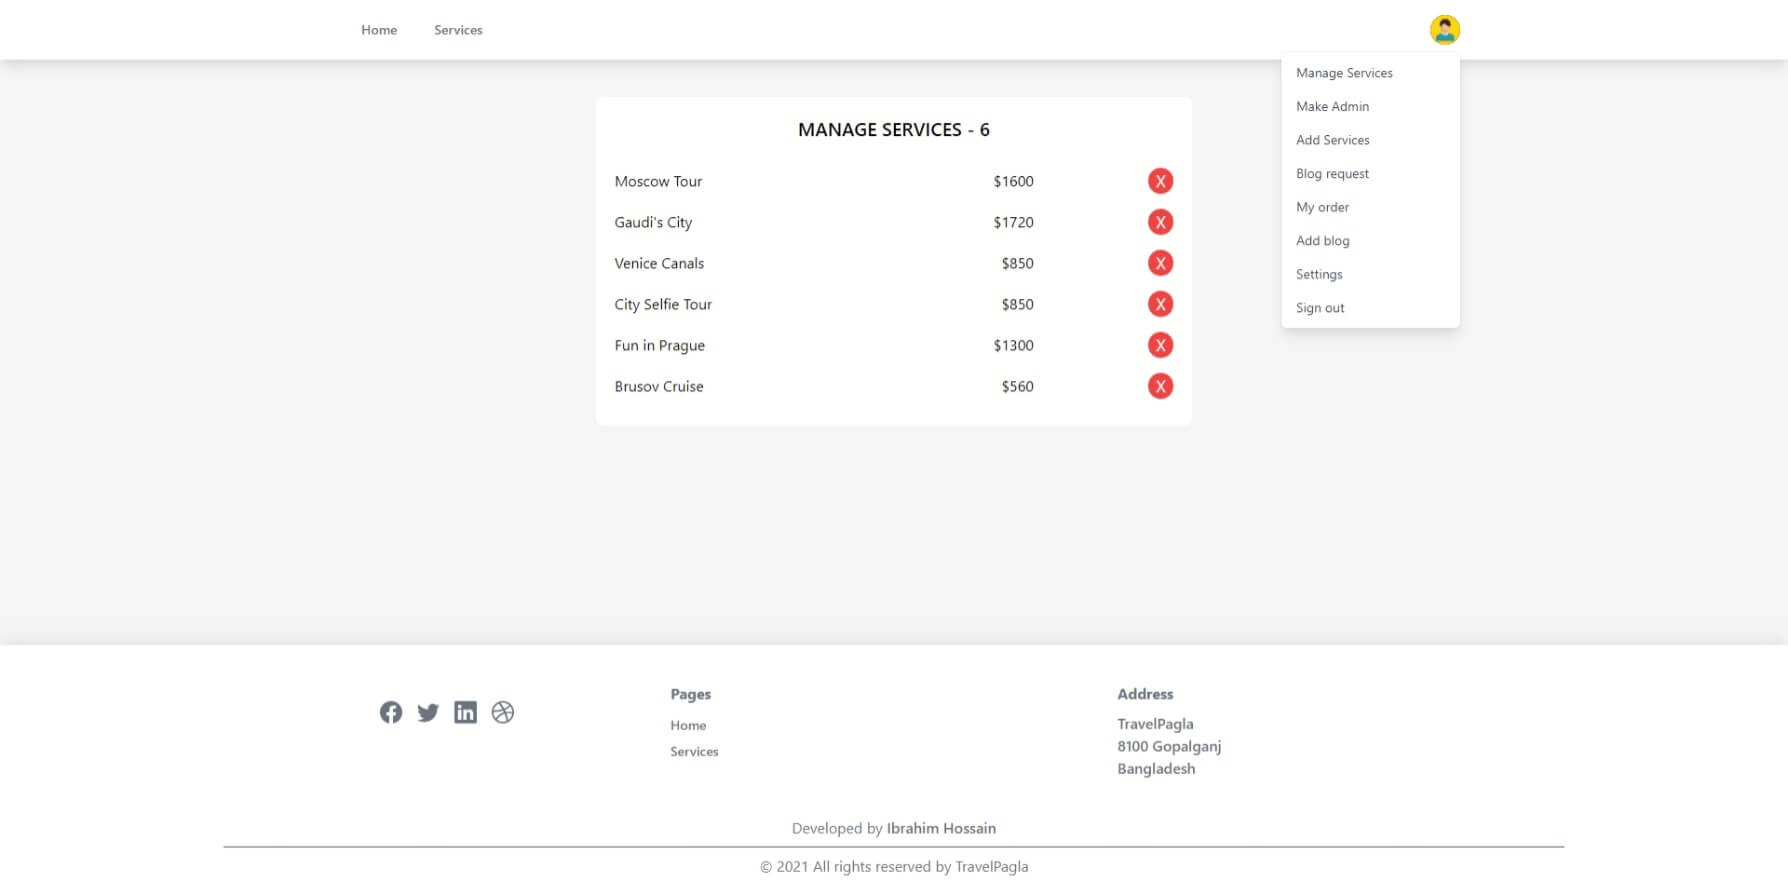 Home Services
Manage Services
Make Admin
Add Services
Blog request
My order
Add blog
Settings
Sign out
MANAGE SERVICES - 6
Moscow Tour $1600 X
Gaudi's City $1720 X
Venice Canals $850 X
City Selfie Tour $850 X
Fun in Prague $1300 X
Brusov Cruise $560 X
Pages
Home
Services
Address
TravelPagla
8100 Gopalganj
Bangladesh
Developed by Ibrahim Hossain
© 2021 All rights reserved by TravelPagla